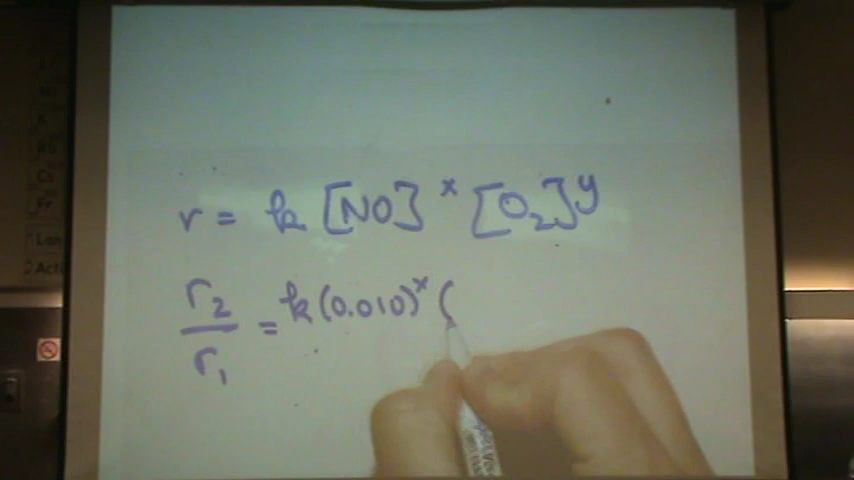 r = k [NO]ˣ [O₂]ʸ
r₂/r₁ = k(0.010)ˣ (